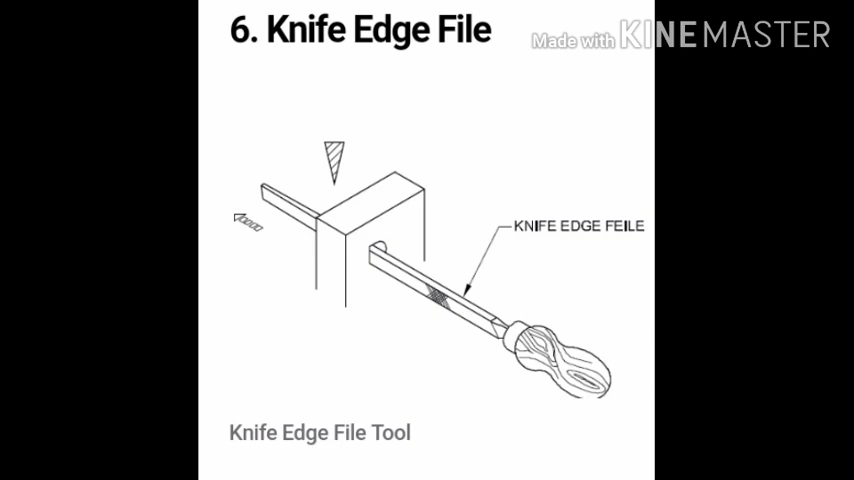 6. Knife Edge File
Made with KINEMASTER
KNIFE EDGE FEILE
Knife Edge File Tool